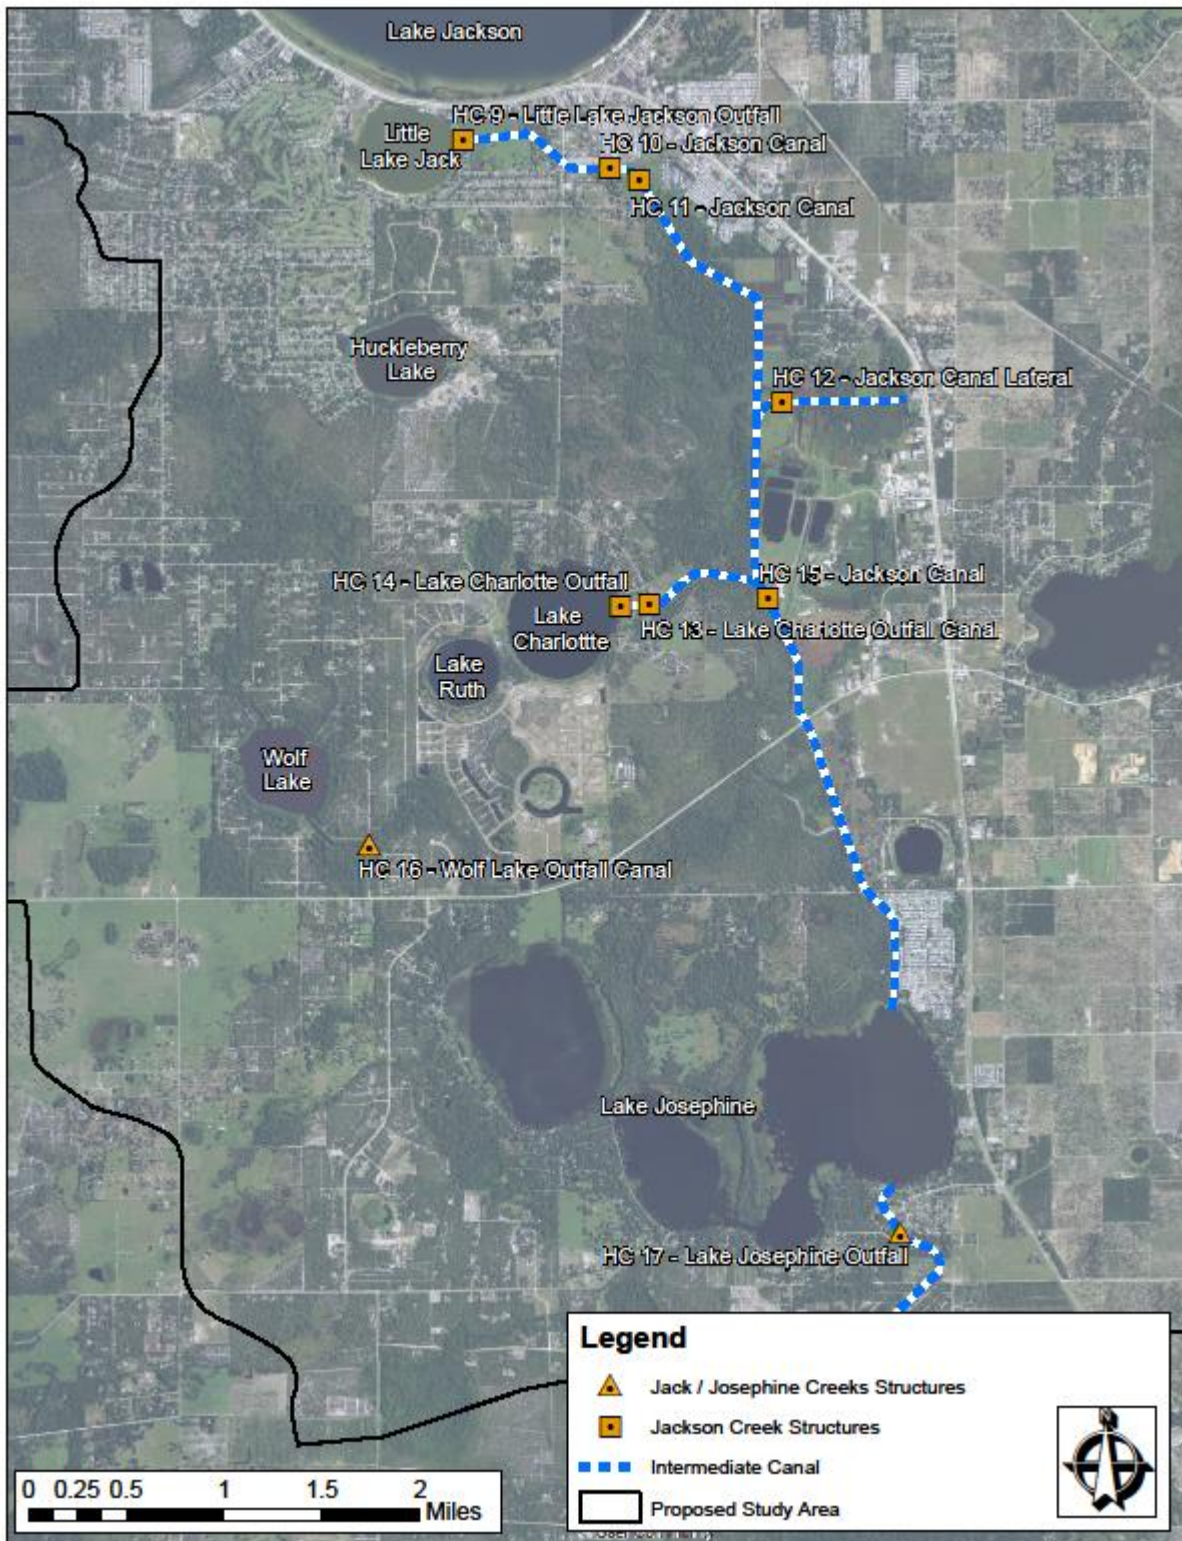 Lake Jackson
HC 9 - Little Lake Jackson Outfall
Little
Lake Jack
HC 10 - Jackson Canal
HC 11 - Jackson Canal
Huckleberry
Lake
HC 12 - Jackson Canal Lateral
HC 14 - Lake Charlotte Outfall
HC 15 - Jackson Canal
Lake
Charlottte
HC 13 - Lake Charlotte Outfall Canal
Lake
Ruth
Wolf
Lake
HC 16 - Wolf Lake Outfall Canal
Lake Josephine
HC 17 - Lake Josephine Outfall
Legend
Jack / Josephine Creeks Structures
Jackson Creek Structures
Intermediate Canal
Proposed Study Area
N
0 0.25 0.5 1 1.5 2
Miles